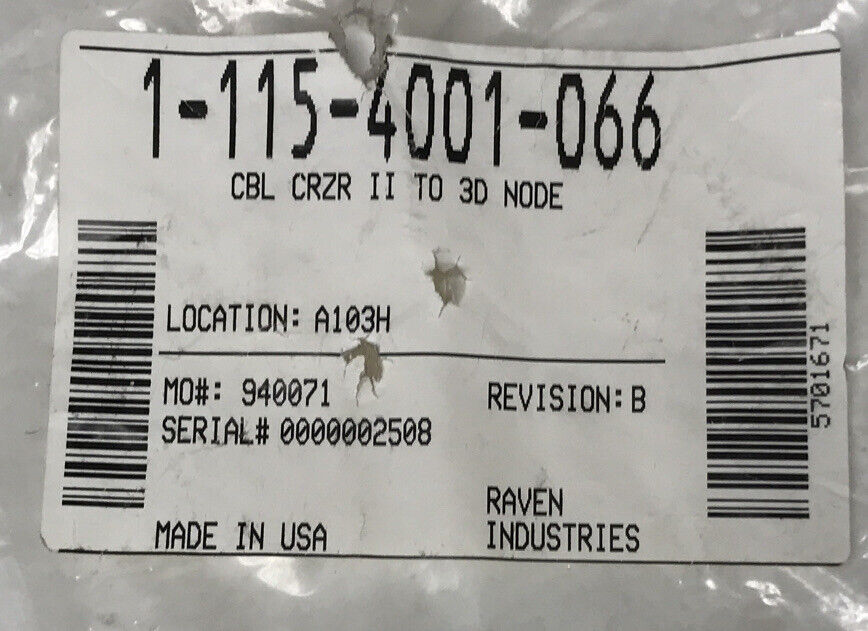 1-115-4001-066
CBL CRZR II TO 3D NODE
LOCATION: A103H
MO#: 940071
REVISION: B
SERIAL# 0000002508
RAVEN
INDUSTRIES
MADE IN USA
5701671